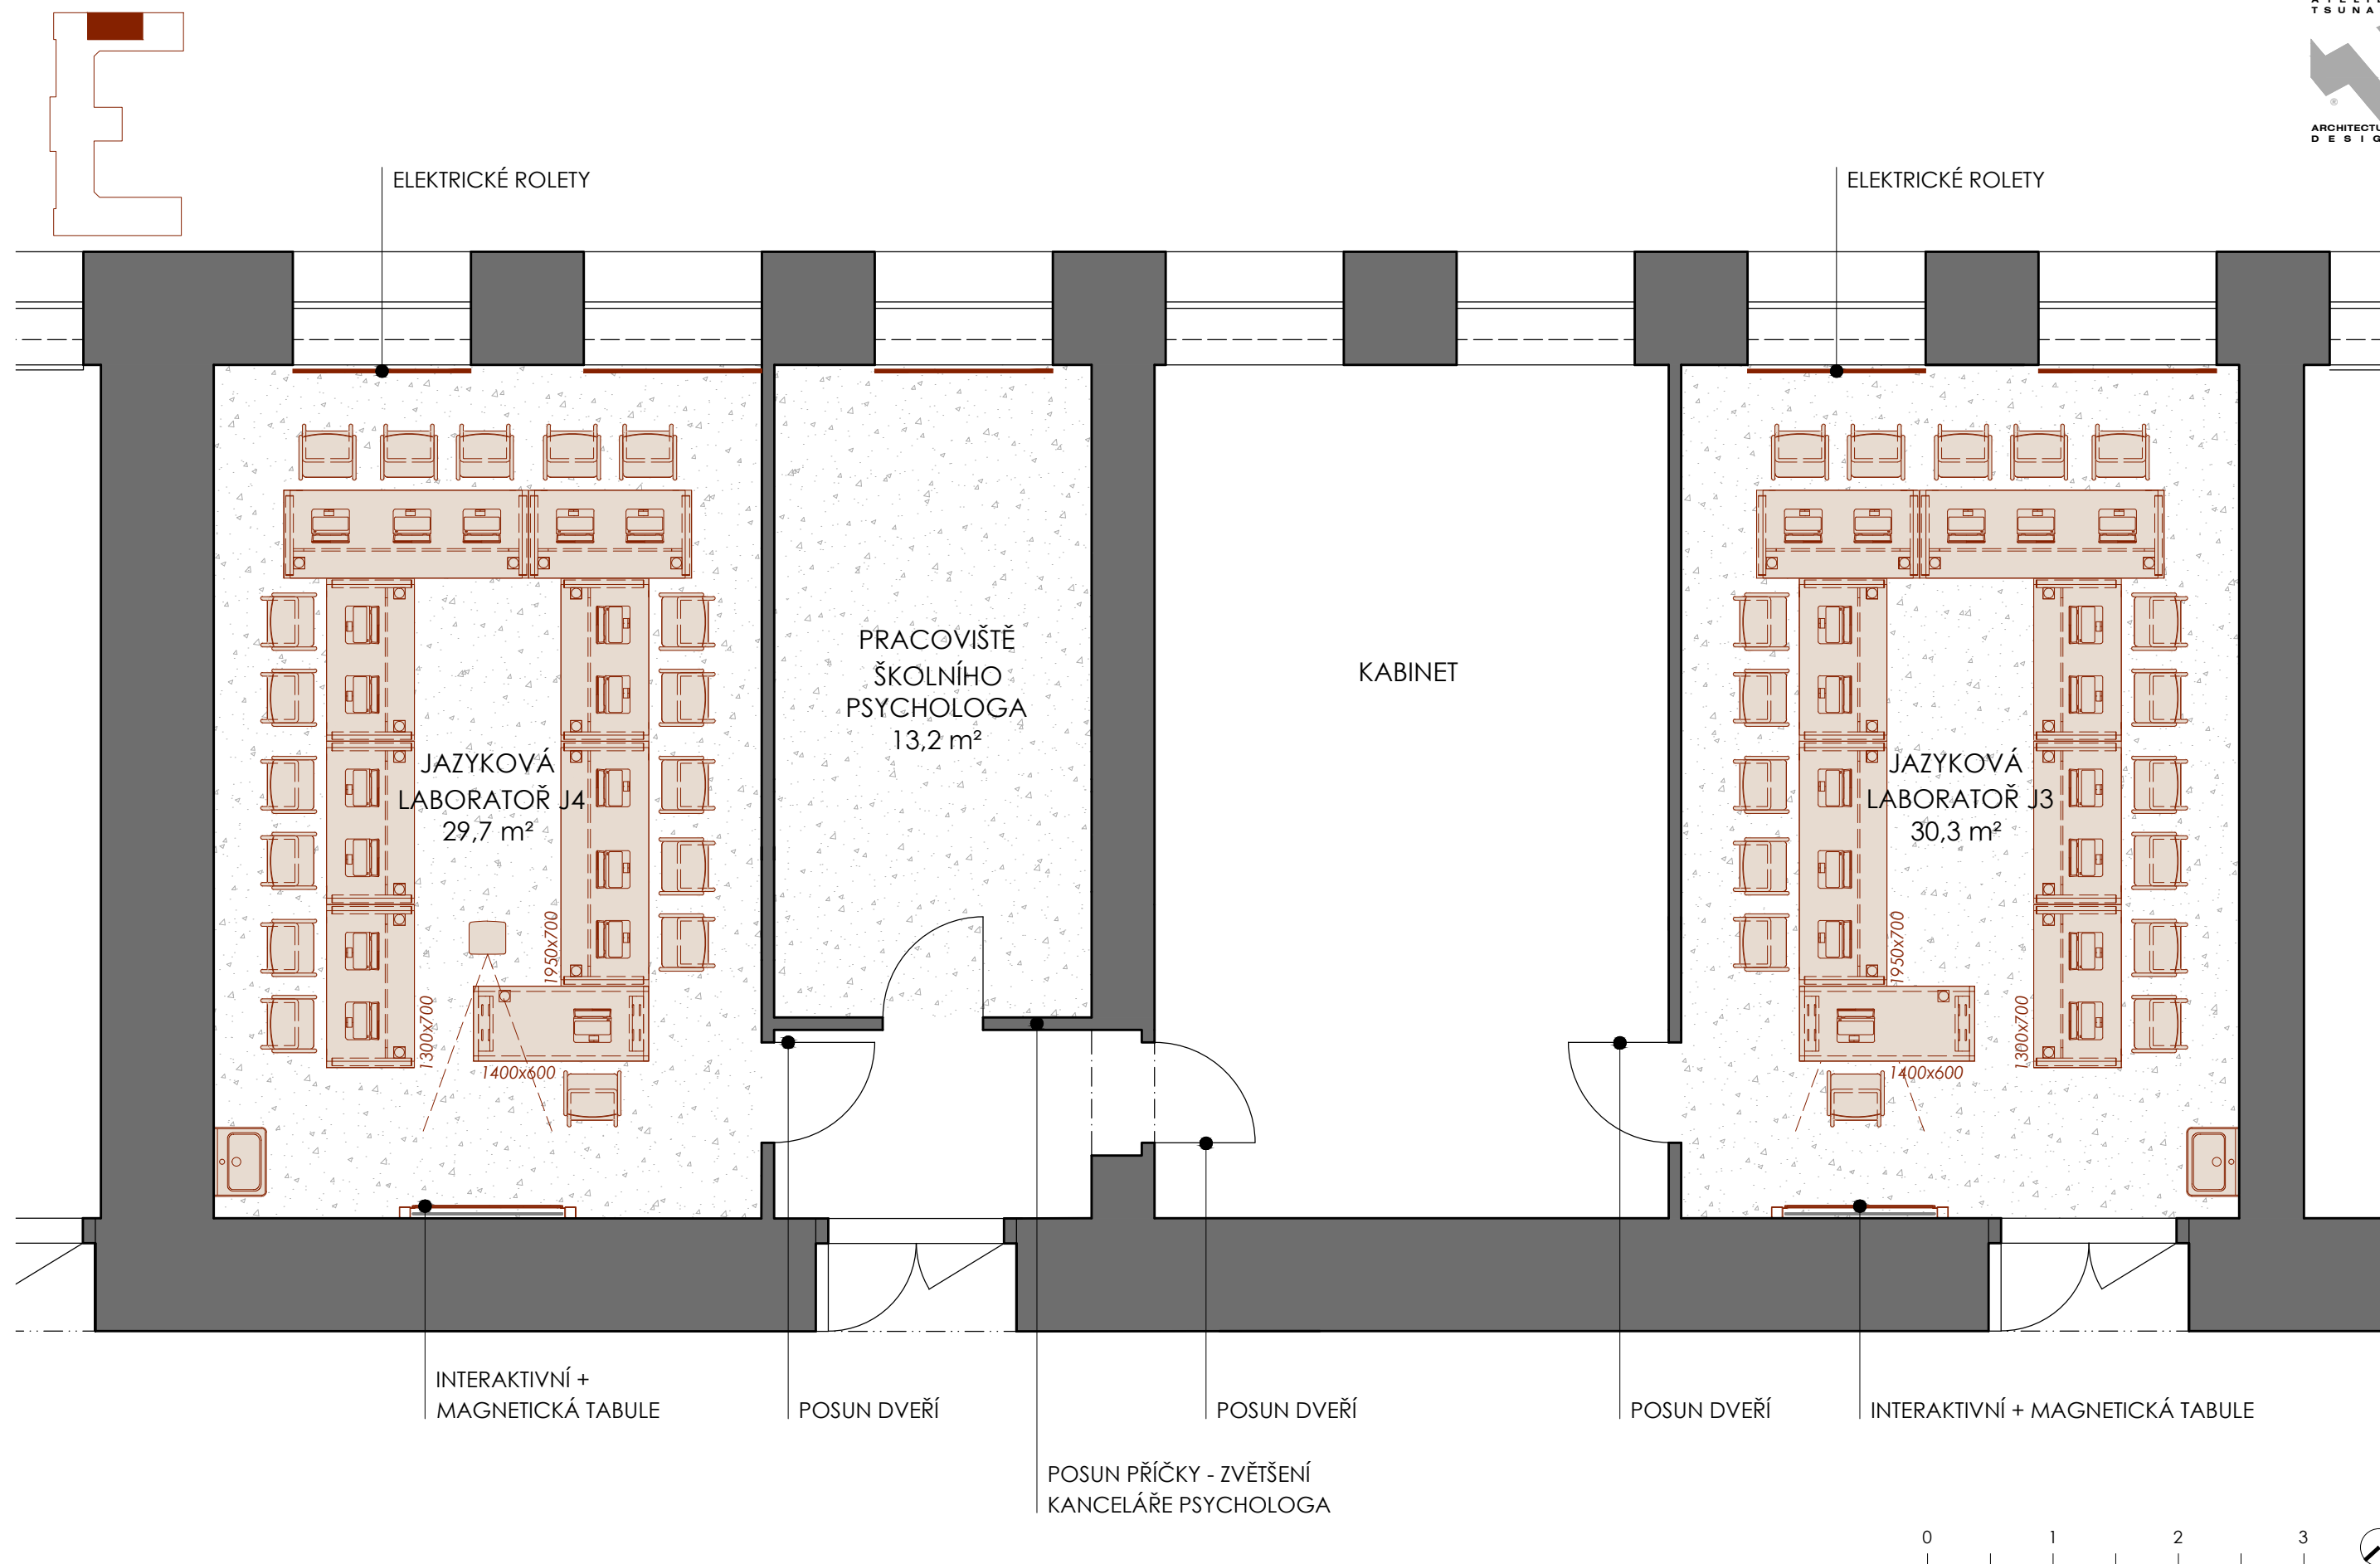 ELEKTRICKÉ ROLETY
ELEKTRICKÉ ROLETY
PRACOVIŠTĚ
ŠKOLNÍHO
PSYCHOLOGA
13,2 m²
KABINET
JAZYKOVÁ
LABORATOŘ J4
29,7 m²
JAZYKOVÁ
LABORATOŘ J3
30,3 m²
1950x700
1300x700
1400x600
1950x700
1300x700
1400x600
INTERAKTIVNÍ +
MAGNETICKÁ TABULE
POSUN DVEŘÍ
POSUN DVEŘÍ
POSUN DVEŘÍ
INTERAKTIVNÍ + MAGNETICKÁ TABULE
POSUN PŘÍČKY - ZVĚTŠENÍ
KANCELÁŘE PSYCHOLOGA
0 1 2 3